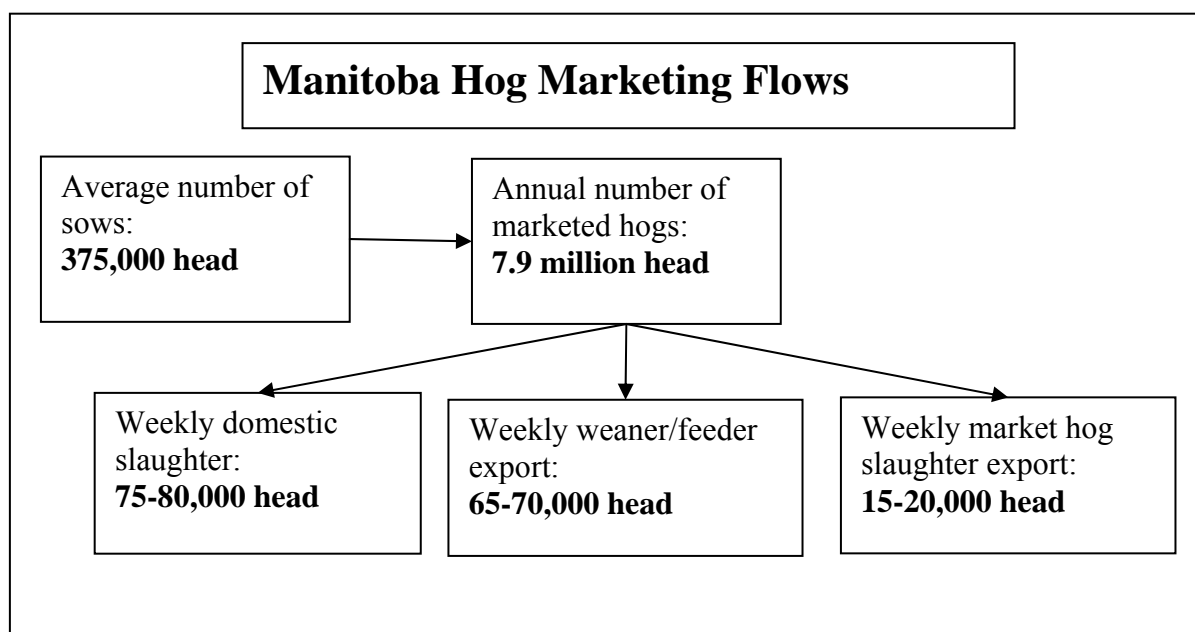 Manitoba Hog Marketing Flows
Average number of
sows:
375,000 head
Annual number of
marketed hogs:
7.9 million head
Weekly domestic
slaughter:
75-80,000 head
Weekly weaner/feeder
export:
65-70,000 head
Weekly market hog
slaughter export:
15-20,000 head